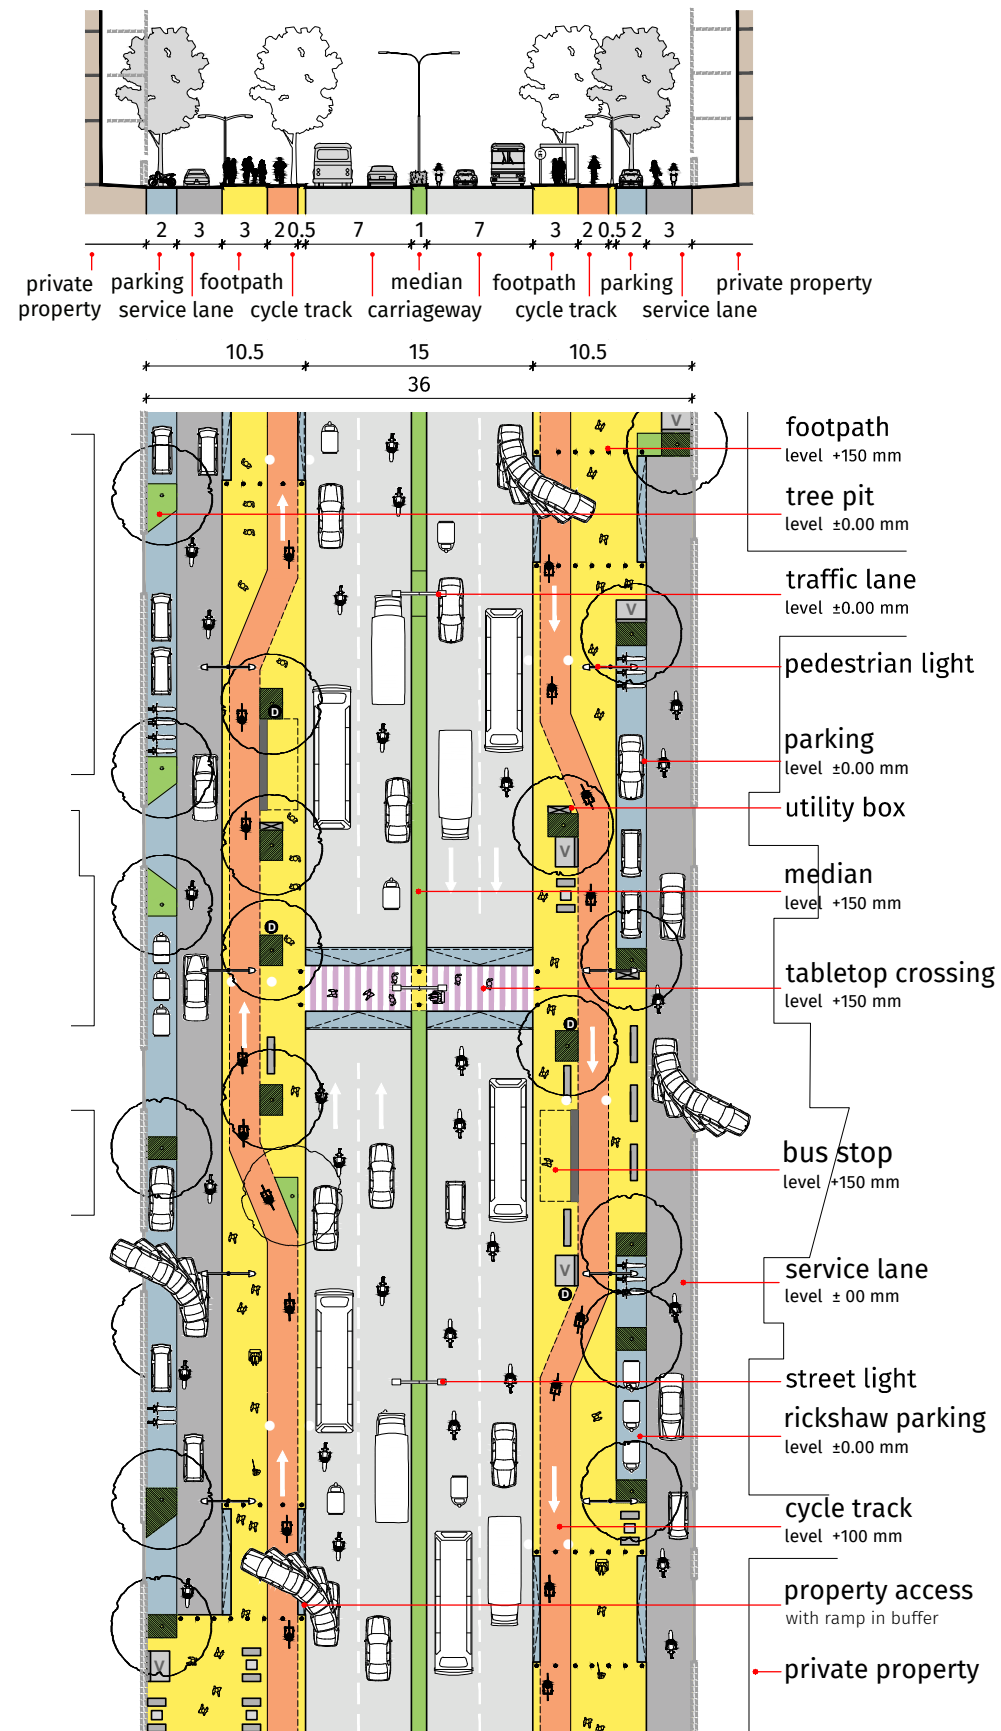 2 3 3 2 0.5 7 1 7 3 2 0.5 2 3
private property
parking
service lane
footpath
cycle track
median
carriageway
footpath
cycle track
parking
service lane
private property
10.5 15 10.5
36
footpath
level +150 mm
tree pit
level ±0.00 mm
traffic lane
level ±0.00 mm
pedestrian light
parking
level ±0.00 mm
utility box
median
level +150 mm
tabletop crossing
level +150 mm
bus stop
level +150 mm
service lane
level ± 00 mm
street light
rickshaw parking
level ±0.00 mm
cycle track
level +100 mm
property access
with ramp in buffer
private property
V
V
D
V
D
D
V
D
V